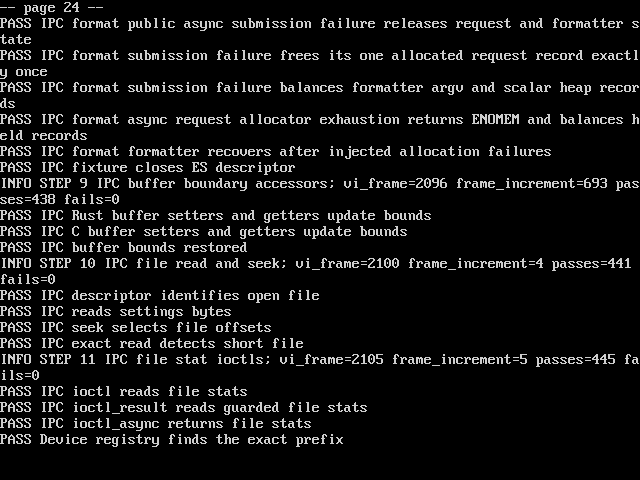 -- page 24 --
PASS IPC format public async submission failure releases request and formatter s
tate
PASS IPC format submission failure frees its one allocated request record exactl
y once
PASS IPC format submission failure balances formatter argv and scalar heap recor
ds
PASS IPC format async request allocator exhaustion returns ENOMEM and balances h
eld records
PASS IPC format formatter recovers after injected allocation failures
PASS IPC fixture closes ES descriptor
INFO STEP 9 IPC buffer boundary accessors; vi_frame=2096 frame_increment=693 pas
ses=438 fails=0
PASS IPC Rust buffer setters and getters update bounds
PASS IPC C buffer setters and getters update bounds
PASS IPC buffer bounds restored
INFO STEP 10 IPC file read and seek; vi_frame=2100 frame_increment=4 passes=441
fails=0
PASS IPC descriptor identifies open file
PASS IPC reads settings bytes
PASS IPC seek selects file offsets
PASS IPC exact read detects short file
INFO STEP 11 IPC file stat ioctls; vi_frame=2105 frame_increment=5 passes=445 fa
ils=0
PASS IPC ioctl reads file stats
PASS IPC ioctl_result reads guarded file stats
PASS IPC ioctl_async returns file stats
PASS Device registry finds the exact prefix